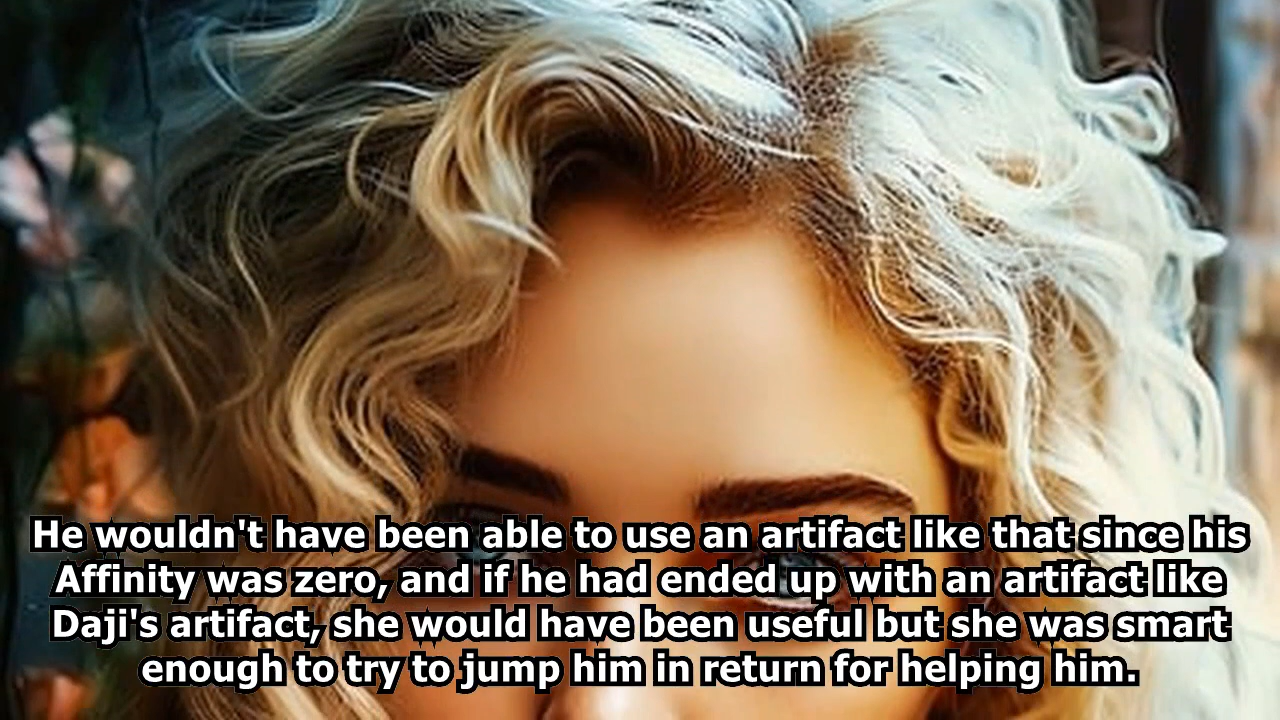 He wouldn't have been able to use an artifact like that since his
Affinity was zero, and if he had ended up with an artifact like
Daji's artifact, she would have been useful but she was smart
enough to try to jump him in return for helping him.